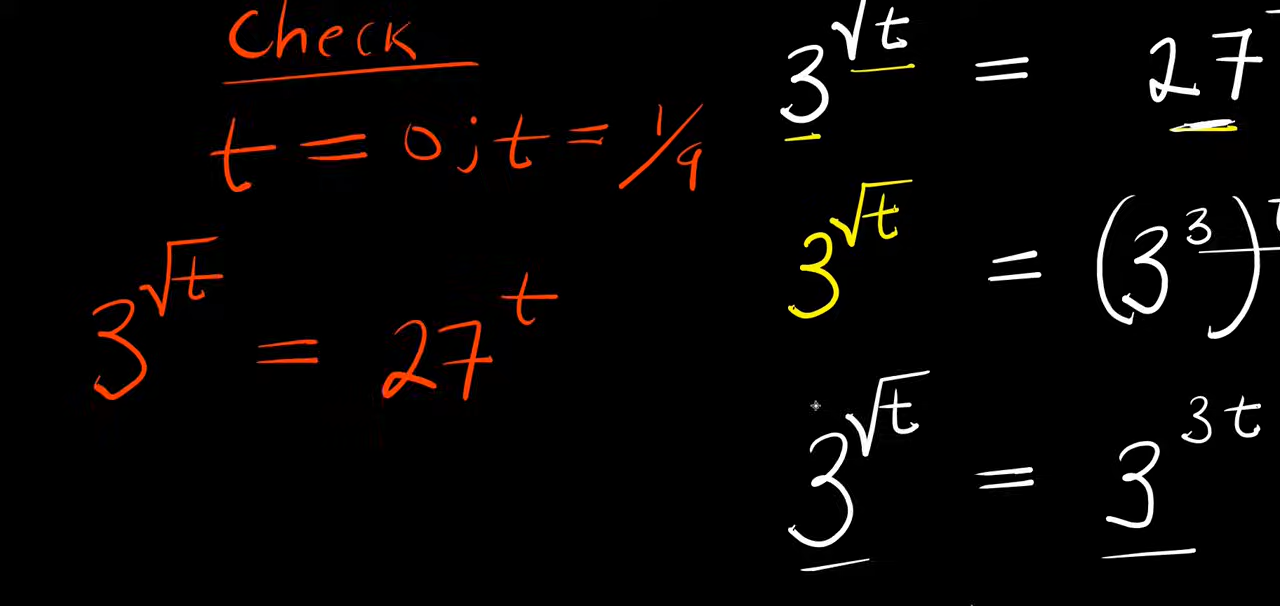 Check
t = 0; t = 1/9
3^√t = 27^t
3^√t = 27
3^√t = (3^3)^t
3^√t = 3^3t